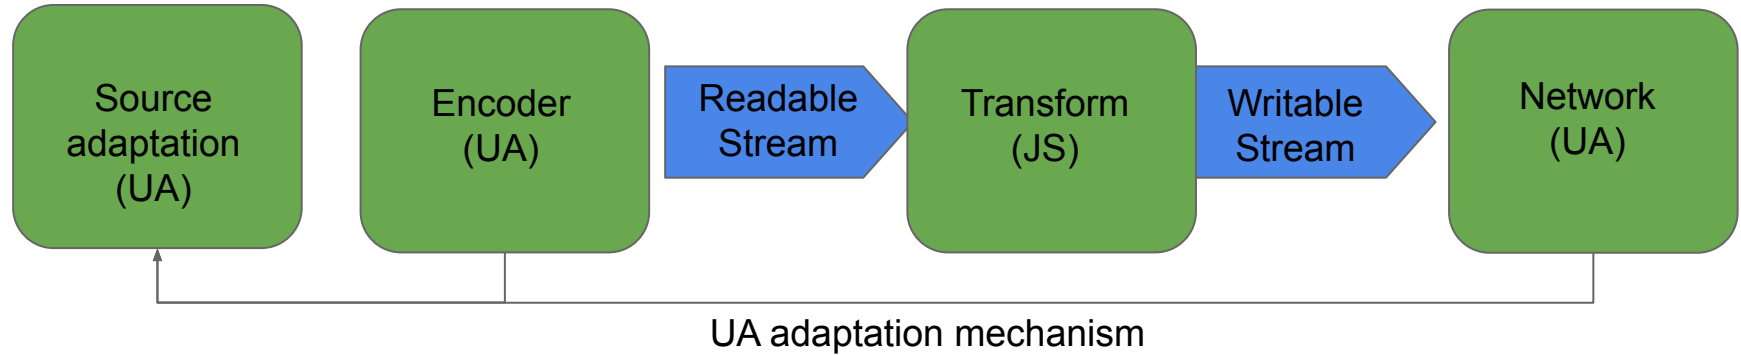 Source
adaptation
(UA)
Encoder
(UA)
Readable
Stream
Transform
(JS)
Writable
Stream
Network
(UA)
UA adaptation mechanism